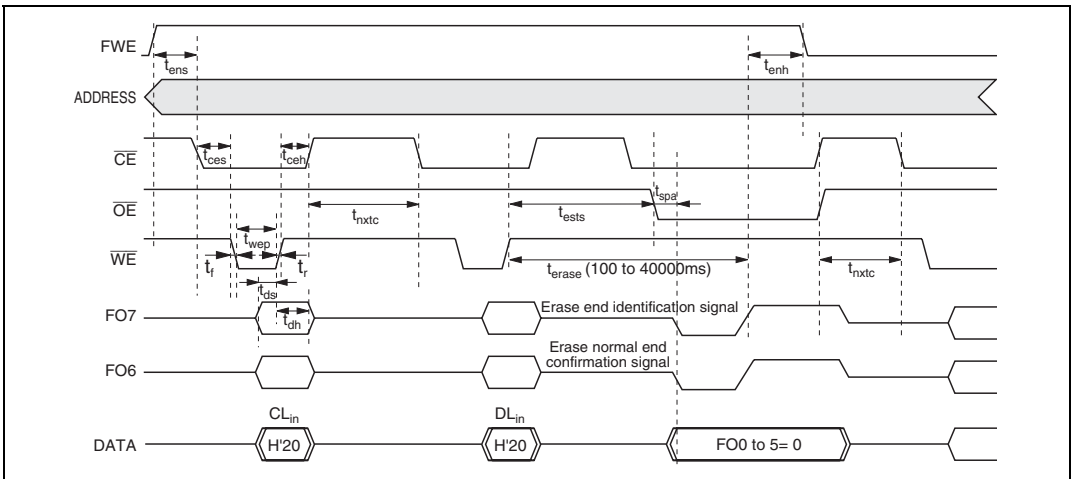 FWE
tens
tenh
ADDRESS
CE
tces
tceh
OE
tnxtc
tests
tspa
WE
twep
tf
tr
terase (100 to 40000ms)
tnxtc
tds
FO7
tdh
Erase end identification signal
FO6
Erase normal end
confirmation signal
CLin
DLin
DATA
H'20
H'20
FO0 to 5= 0